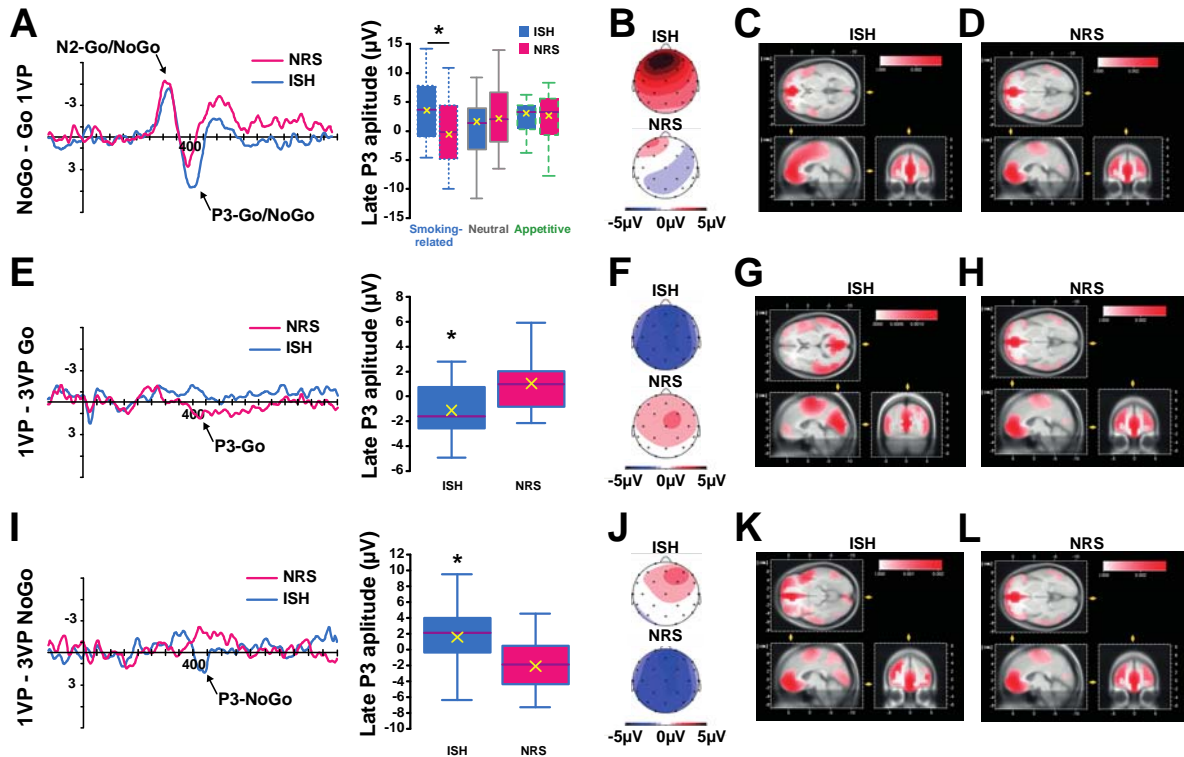 A
N2-Go/NoGo
NRS
ISH
-3
3
400
P3-Go/NoGo
NoGo - Go 1VP
Late P3 aplitude (µV)
15
10
5
0
-5
-10
-15
*
ISH
NRS
Smoking-
related
Neutral
Appetitive
B
ISH
NRS
-5µV 0µV 5µV
C
ISH
D
NRS
E
1VP - 3VP Go
NRS
ISH
-3
3
400
P3-Go
Late P3 aplitude (µV)
8
6
4
2
0
-2
-4
-6
*
ISH
NRS
F
ISH
NRS
-5µV 0µV 5µV
G
ISH
H
NRS
I
1VP - 3VP NoGo
NRS
ISH
-3
3
400
P3-NoGo
Late P3 aplitude (µV)
12
10
8
6
4
2
0
-2
-4
-6
-8
-10
*
ISH
NRS
J
ISH
NRS
-5µV 0µV 5µV
K
ISH
L
NRS